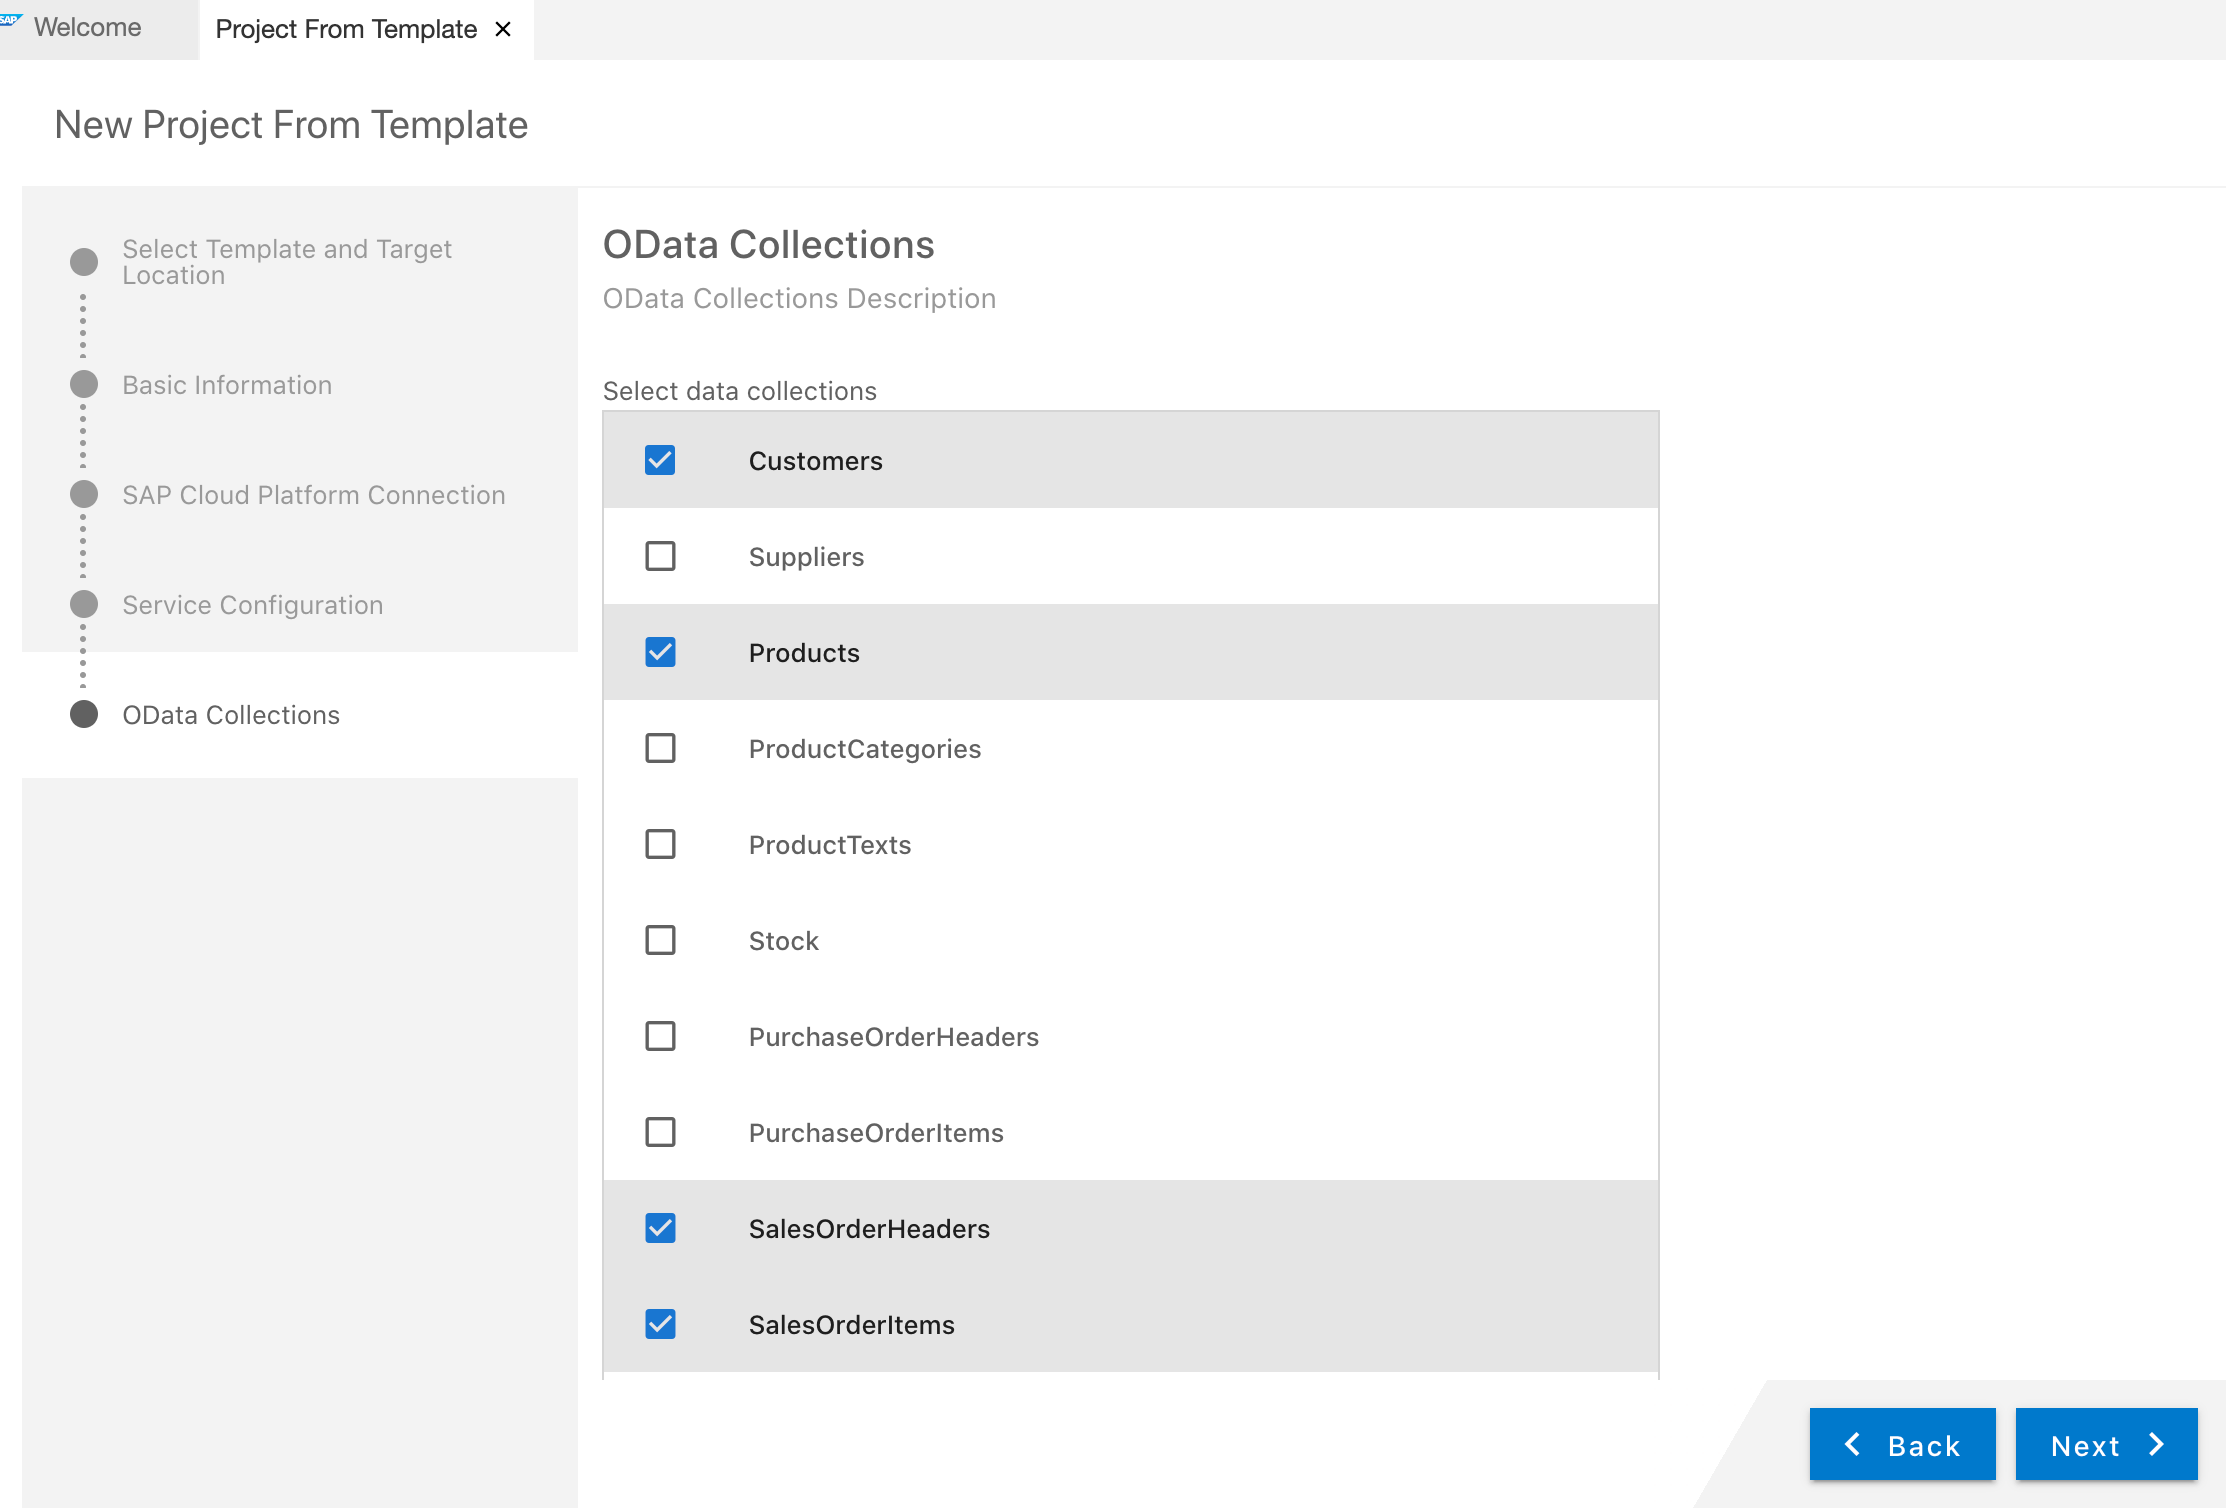 SAP
Welcome
Project From Template
New Project From Template
Select Template and Target
Location
Basic Information
SAP Cloud Platform Connection
Service Configuration
OData Collections
OData Collections
OData Collections Description
Select data collections
Customers
Suppliers
Products
ProductCategories
ProductTexts
Stock
PurchaseOrderHeaders
PurchaseOrderItems
SalesOrderHeaders
SalesOrderItems
Back
Next